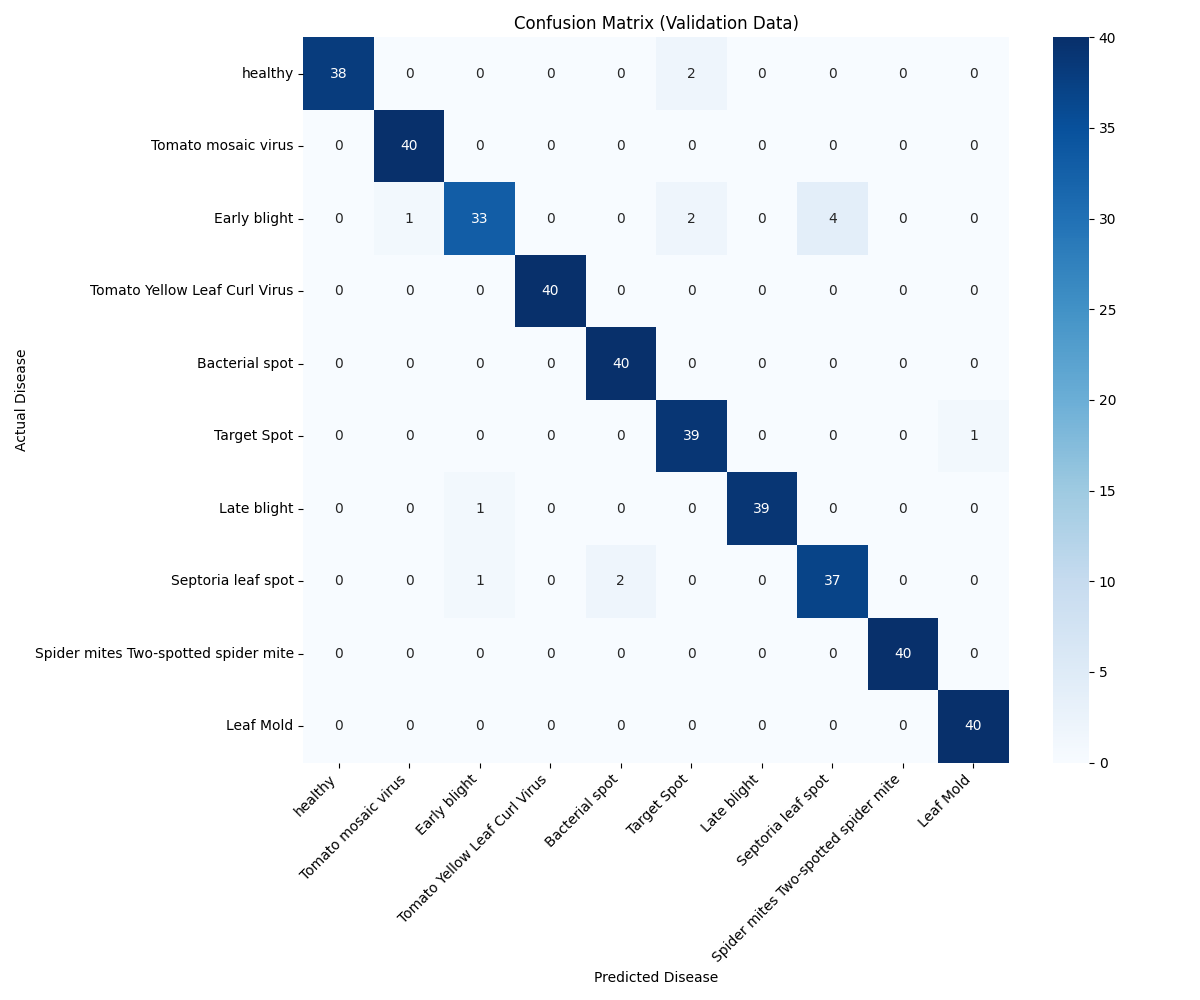 Confusion Matrix (Validation Data)
Actual Disease
healthy 38 0 0 0 0 2 0 0 0 0
Tomato mosaic virus 0 40 0 0 0 0 0 0 0 0
Early blight 0 1 33 0 0 2 0 4 0 0
Tomato Yellow Leaf Curl Virus 0 0 0 40 0 0 0 0 0 0
Bacterial spot 0 0 0 0 40 0 0 0 0 0
Target Spot 0 0 0 0 0 39 0 0 0 1
Late blight 0 0 1 0 0 0 39 0 0 0
Septoria leaf spot 0 0 1 0 2 0 0 37 0 0
Spider mites Two-spotted spider mite 0 0 0 0 0 0 0 0 40 0
Leaf Mold 0 0 0 0 0 0 0 0 0 40
healthy
Tomato mosaic virus
Early blight
Tomato Yellow Leaf Curl Virus
Bacterial spot
Target Spot
Late blight
Septoria leaf spot
Spider mites Two-spotted spider mite
Leaf Mold
Predicted Disease
40
35
30
25
20
15
10
5
0